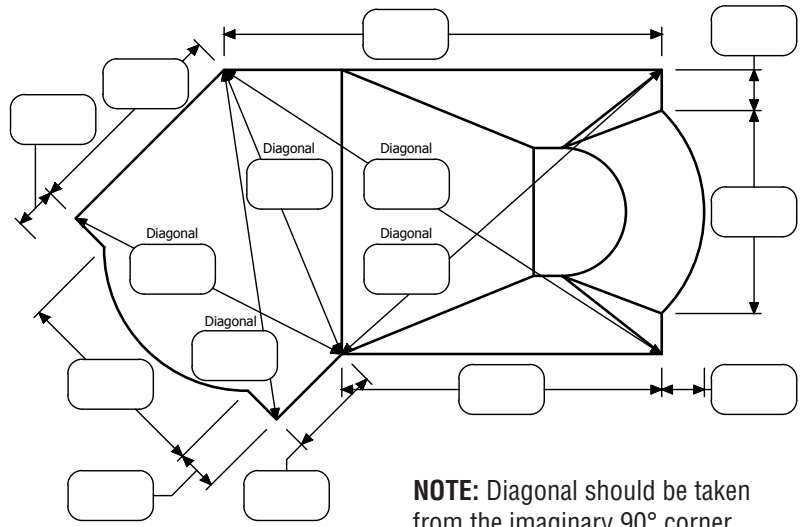 Diagonal
Diagonal
Diagonal
Diagonal
Diagonal
NOTE: Diagonal should be taken
from the imaginary 90° corner